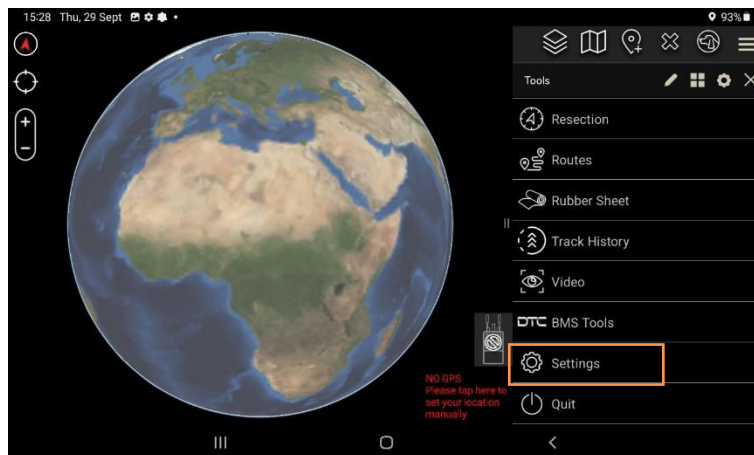 15:28 Thu, 29 Sept
93%
Tools
Resection
Routes
Rubber Sheet
Track History
Video
DTC BMS Tools
Settings
Quit
NO GPS
Please tap here to
set your location
manually